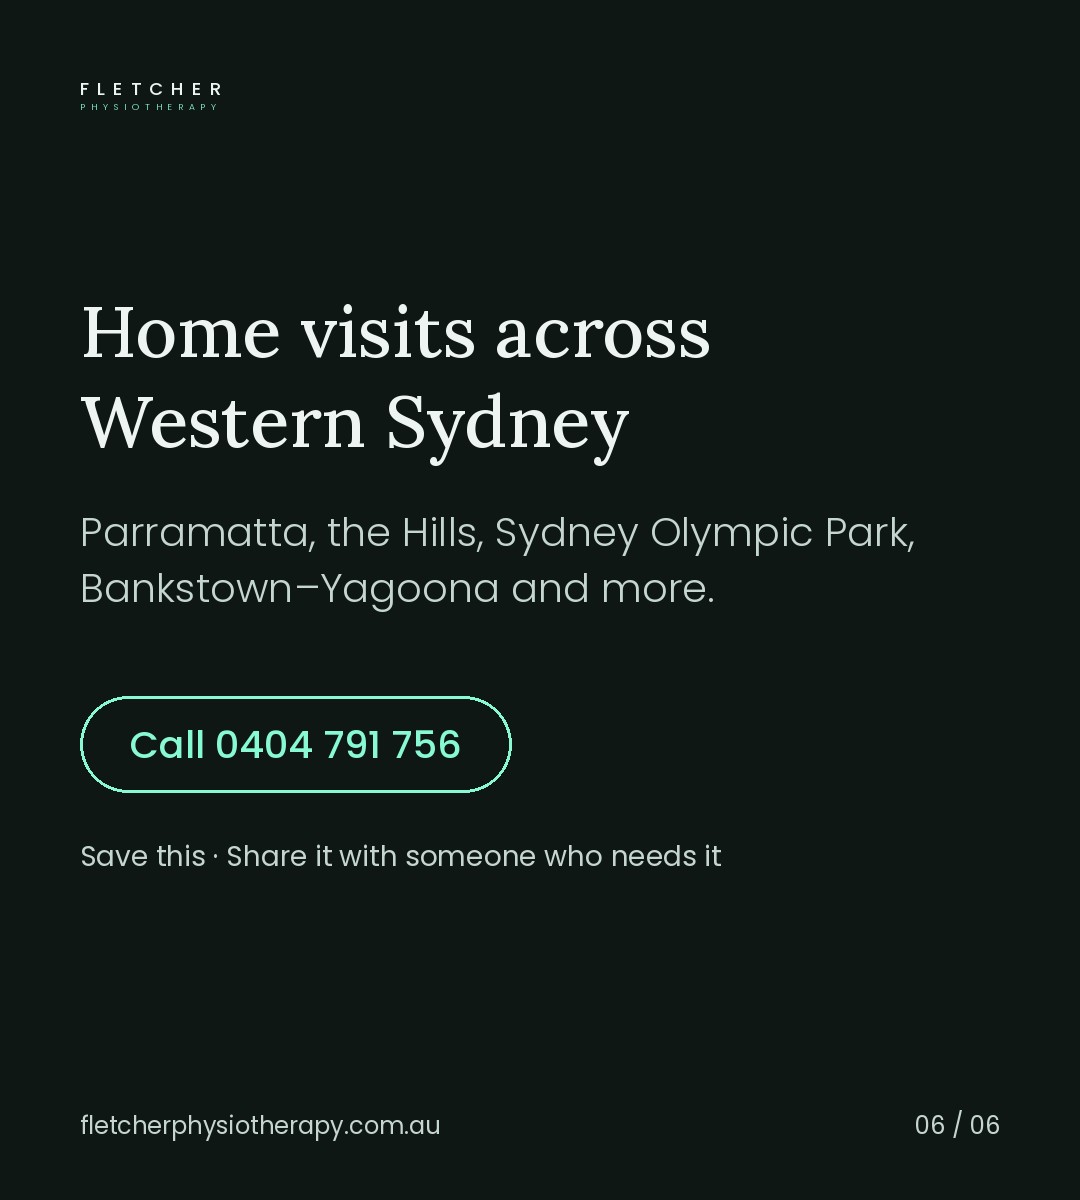 FLETCHER
PHYSIOTHERAPY
Home visits across
Western Sydney
Parramatta, the Hills, Sydney Olympic Park,
Bankstown–Yagoona and more.
Call 0404 791 756
Save this · Share it with someone who needs it
fletcherphysiotherapy.com.au
06 / 06